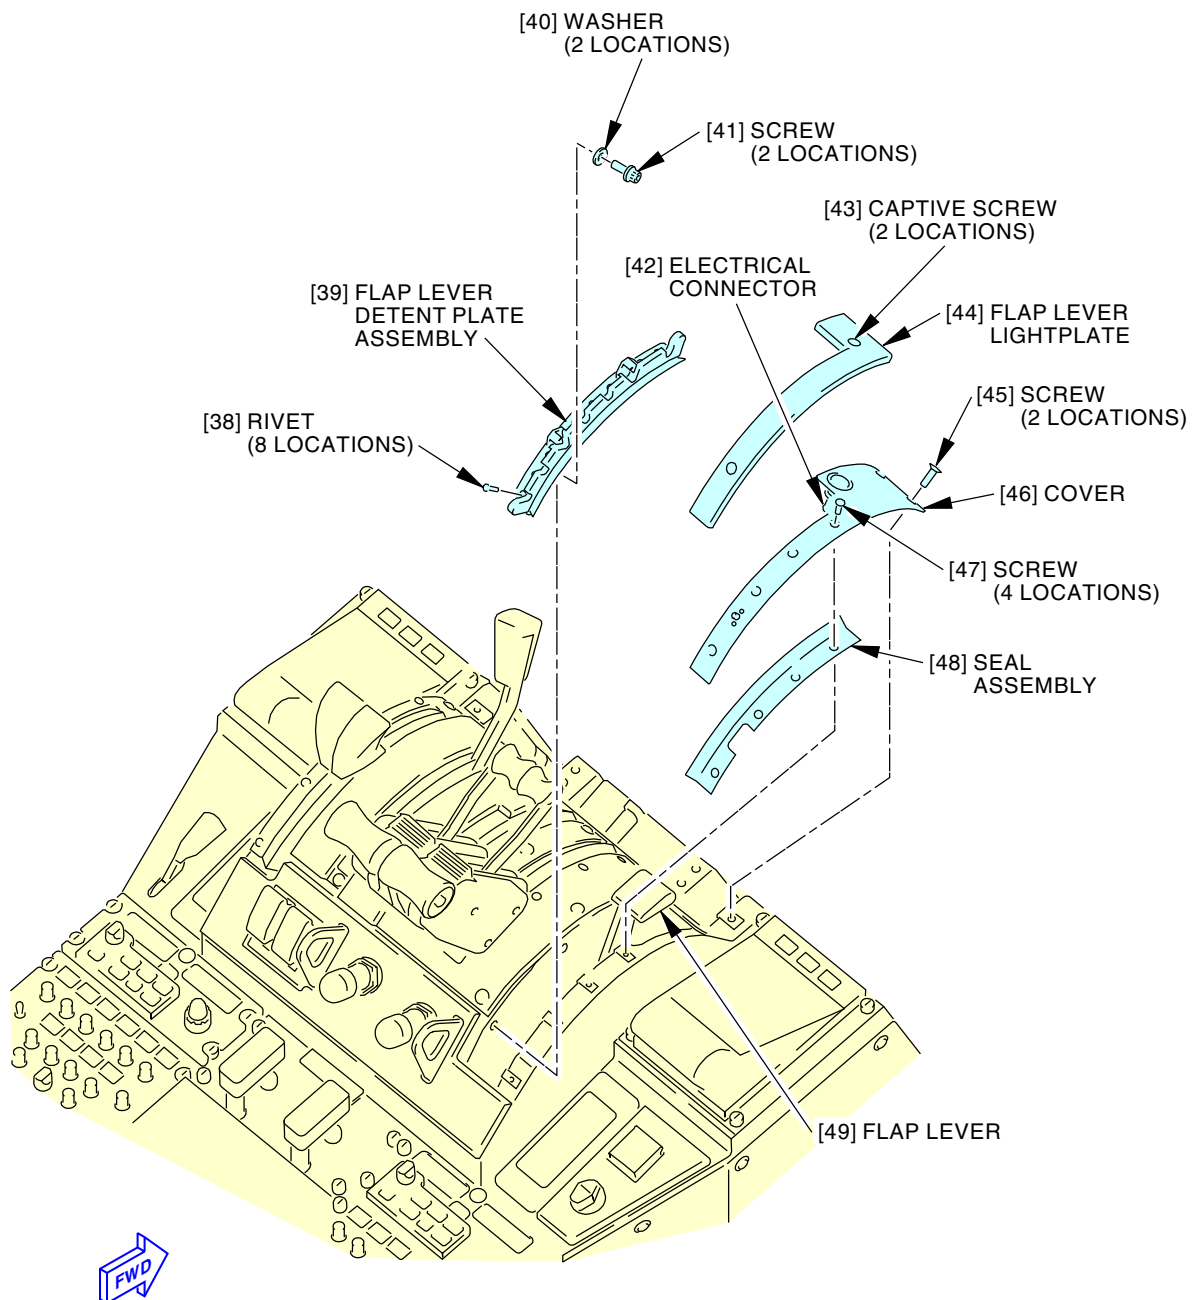 [40] WASHER
(2 LOCATIONS)
[41] SCREW
(2 LOCATIONS)
[43] CAPTIVE SCREW
(2 LOCATIONS)
[42] ELECTRICAL
CONNECTOR
[39] FLAP LEVER
DETENT PLATE
ASSEMBLY
[44] FLAP LEVER
LIGHTPLATE
[38] RIVET
(8 LOCATIONS)
[45] SCREW
(2 LOCATIONS)
[46] COVER
[47] SCREW
(4 LOCATIONS)
[48] SEAL
ASSEMBLY
[49] FLAP LEVER
FWD